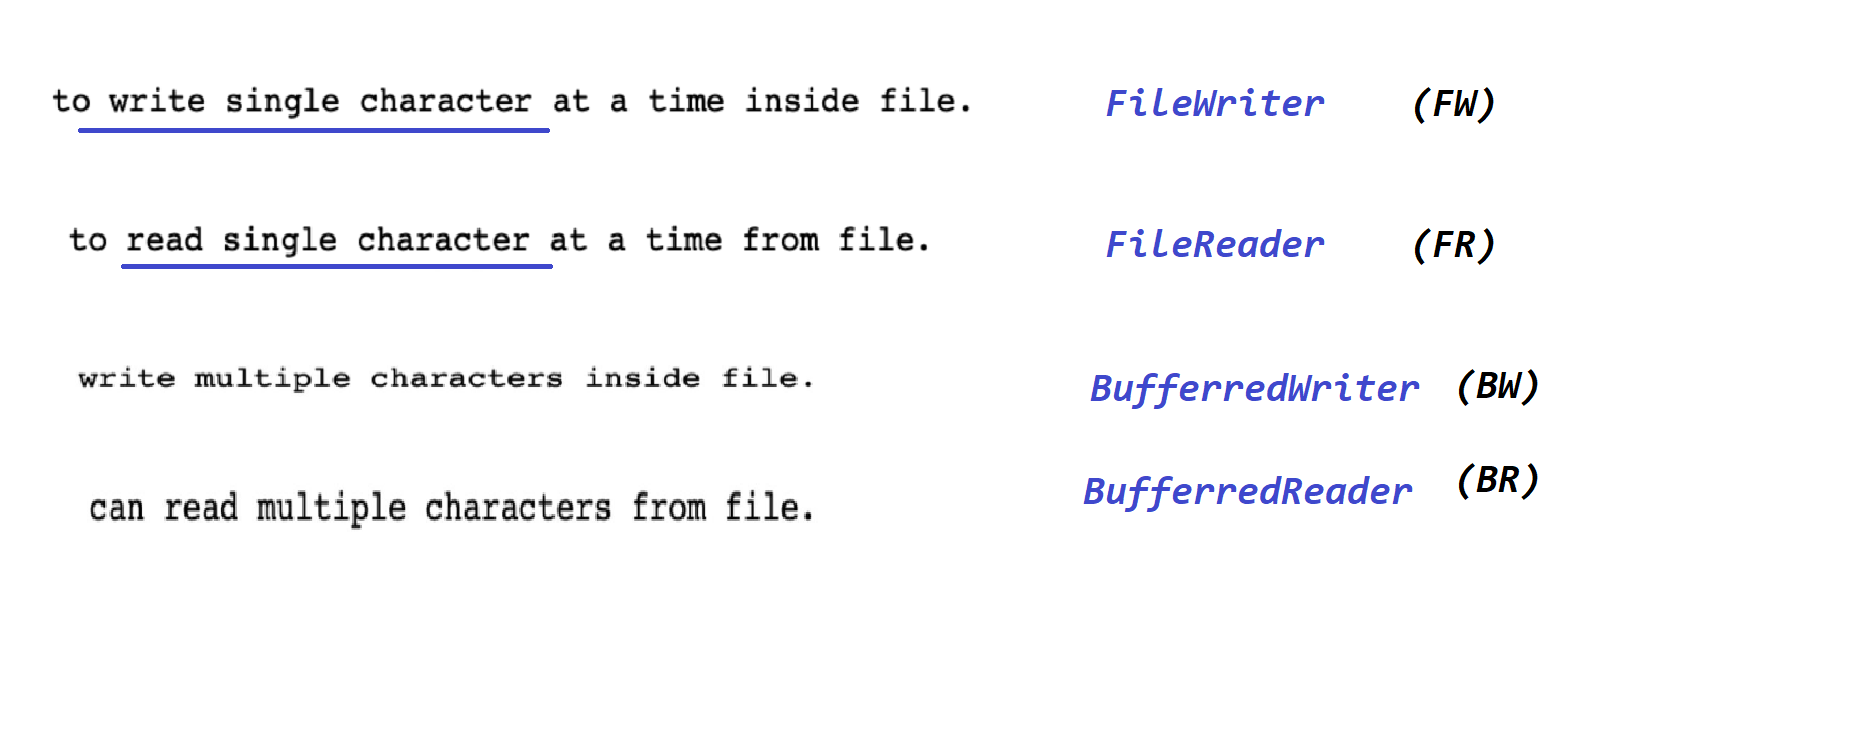 to write single character at a time inside file. FileWriter (FW)
to read single character at a time from file. FileReader (FR)
write multiple characters inside file. BufferredWriter (BW)
can read multiple characters from file. BufferredReader (BR)